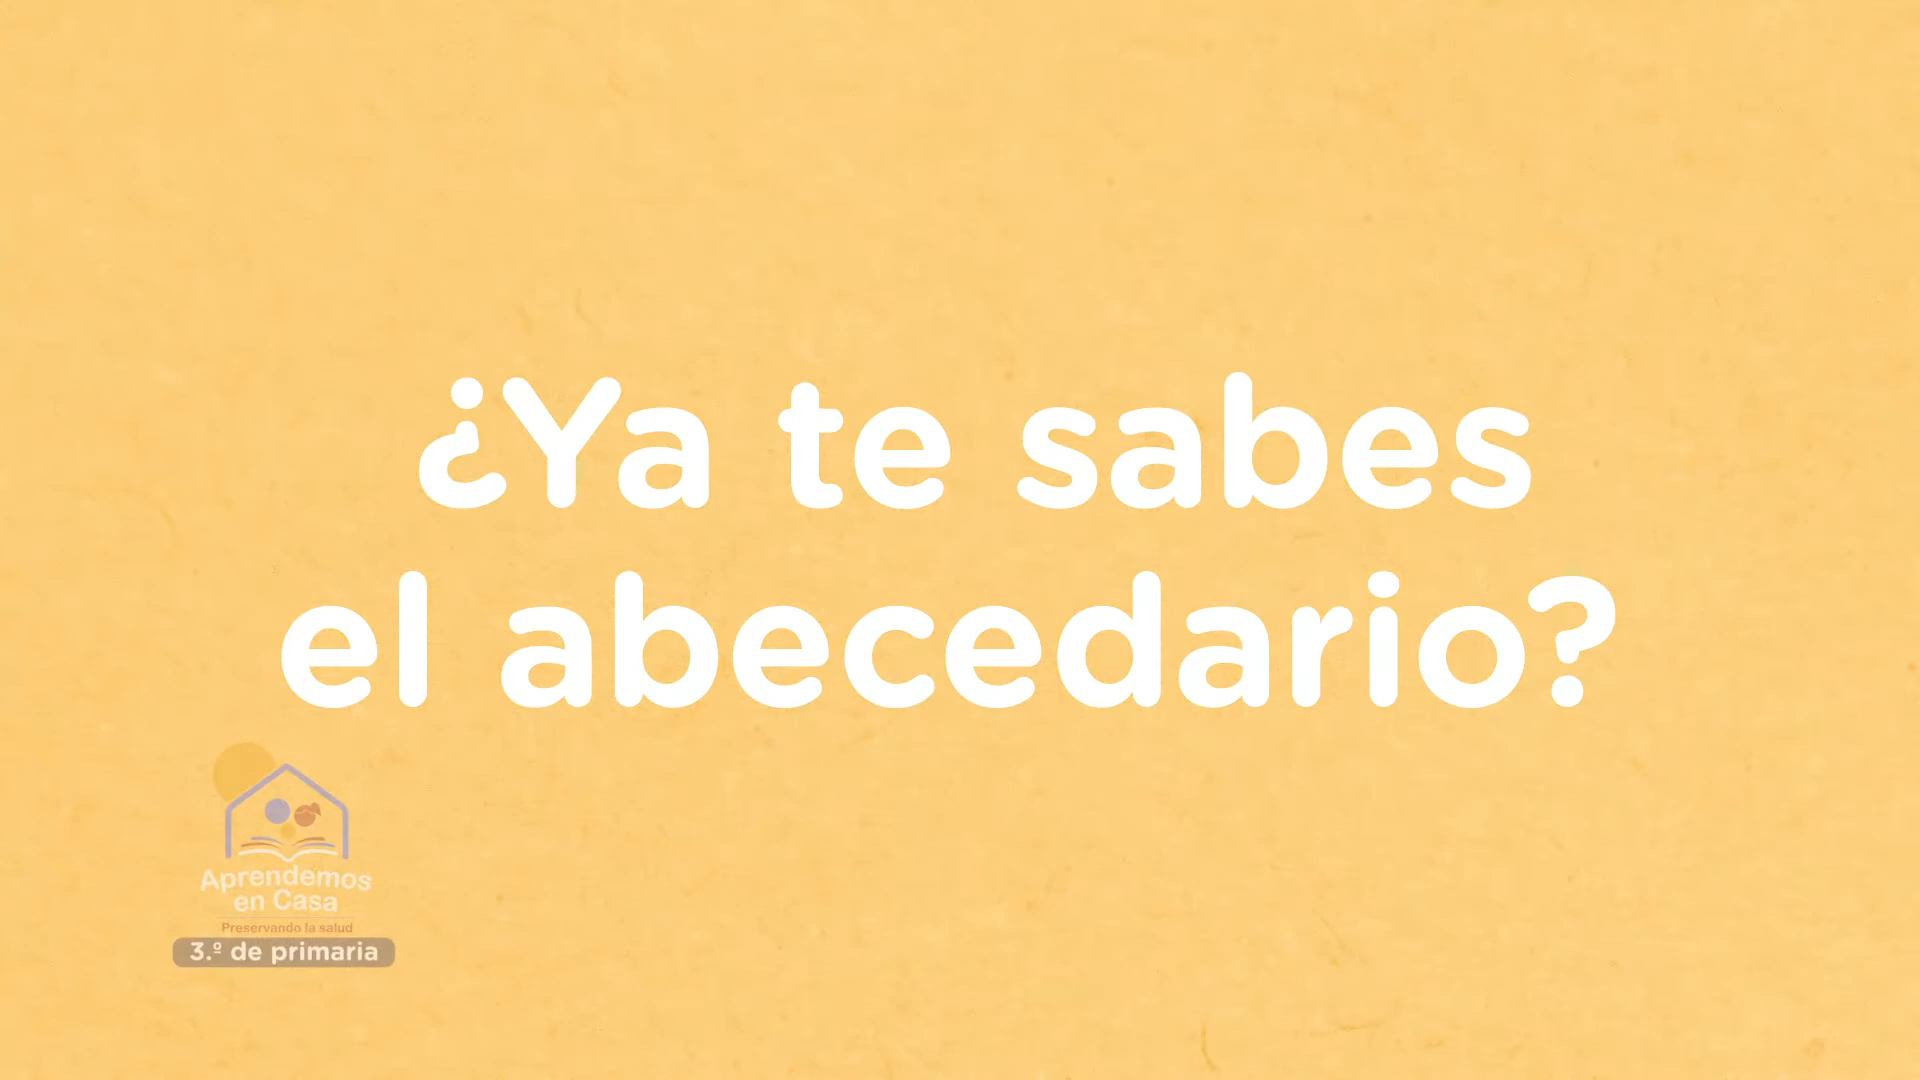 ¿Ya te sabes
el abecedario?
Aprendemos
en Casa
Preservando la salud
3.º de primaria